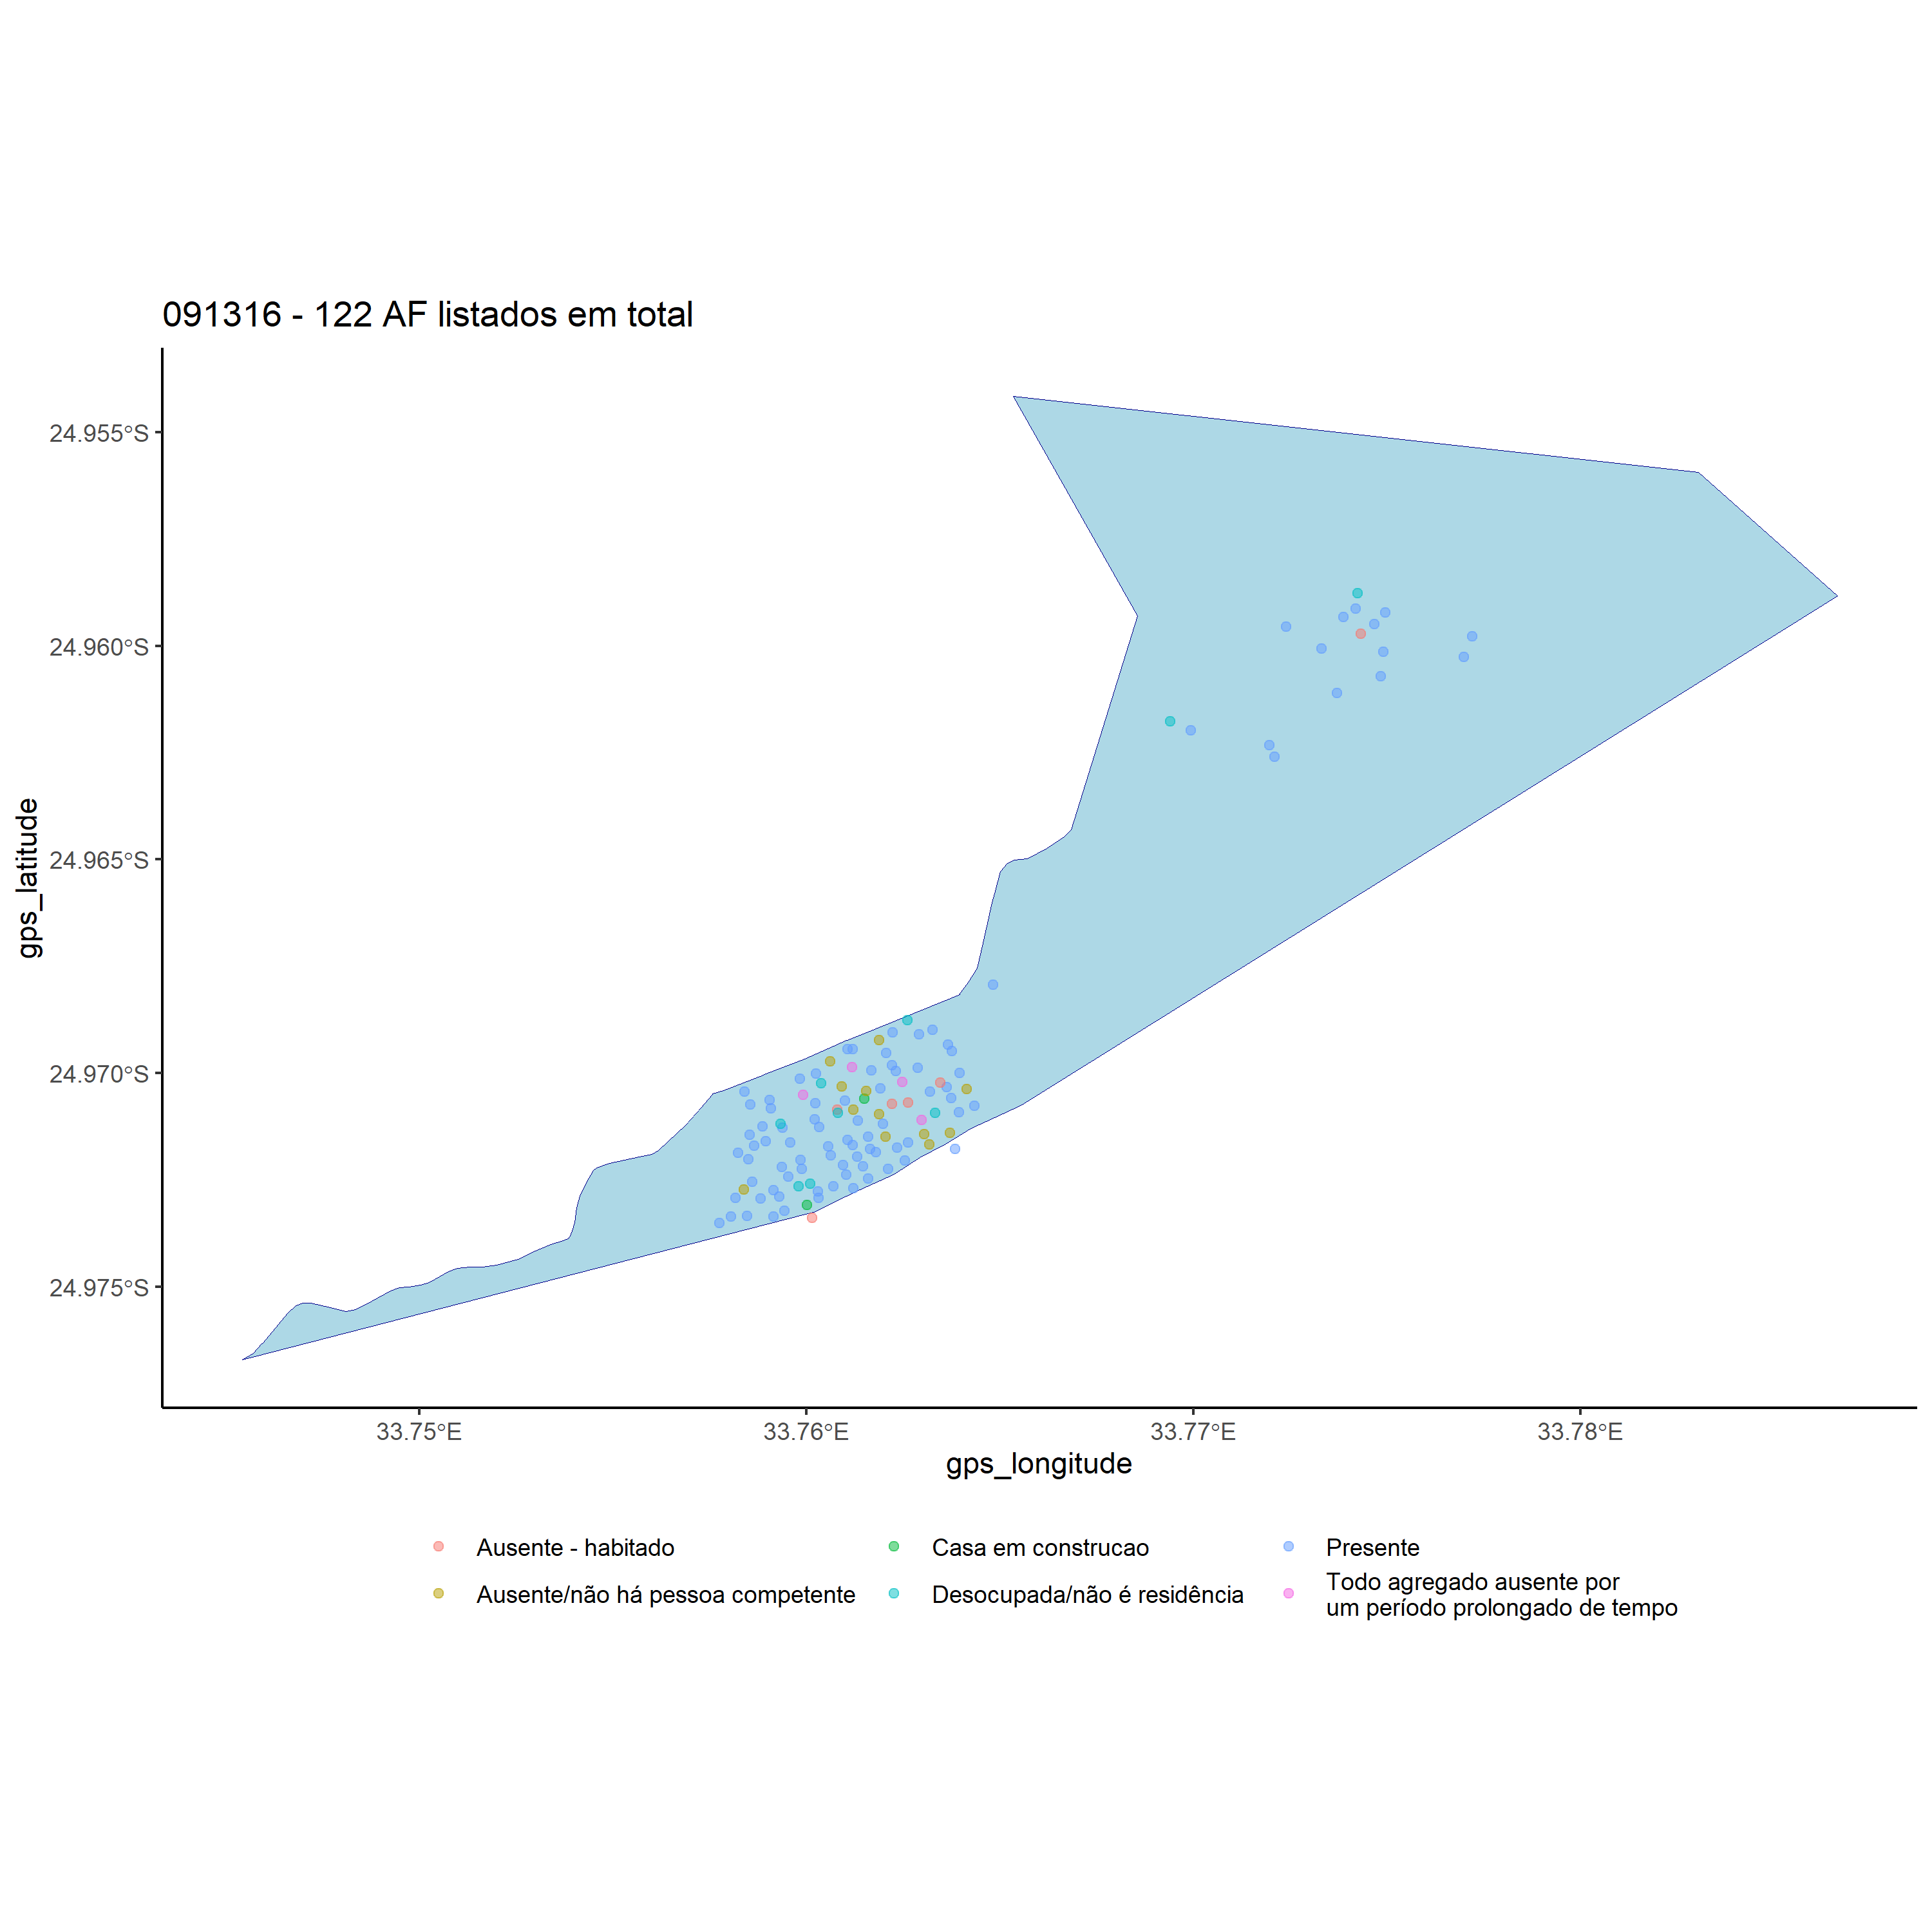 091316 - 122 AF listados em total
24.955°S
24.960°S
24.965°S
24.970°S
24.975°S
gps_latitude
33.75°E
33.76°E
33.77°E
33.78°E
gps_longitude
Ausente - habitado
Casa em construcao
Presente
Ausente/não há pessoa competente
Desocupada/não é residência
Todo agregado ausente por
um período prolongado de tempo